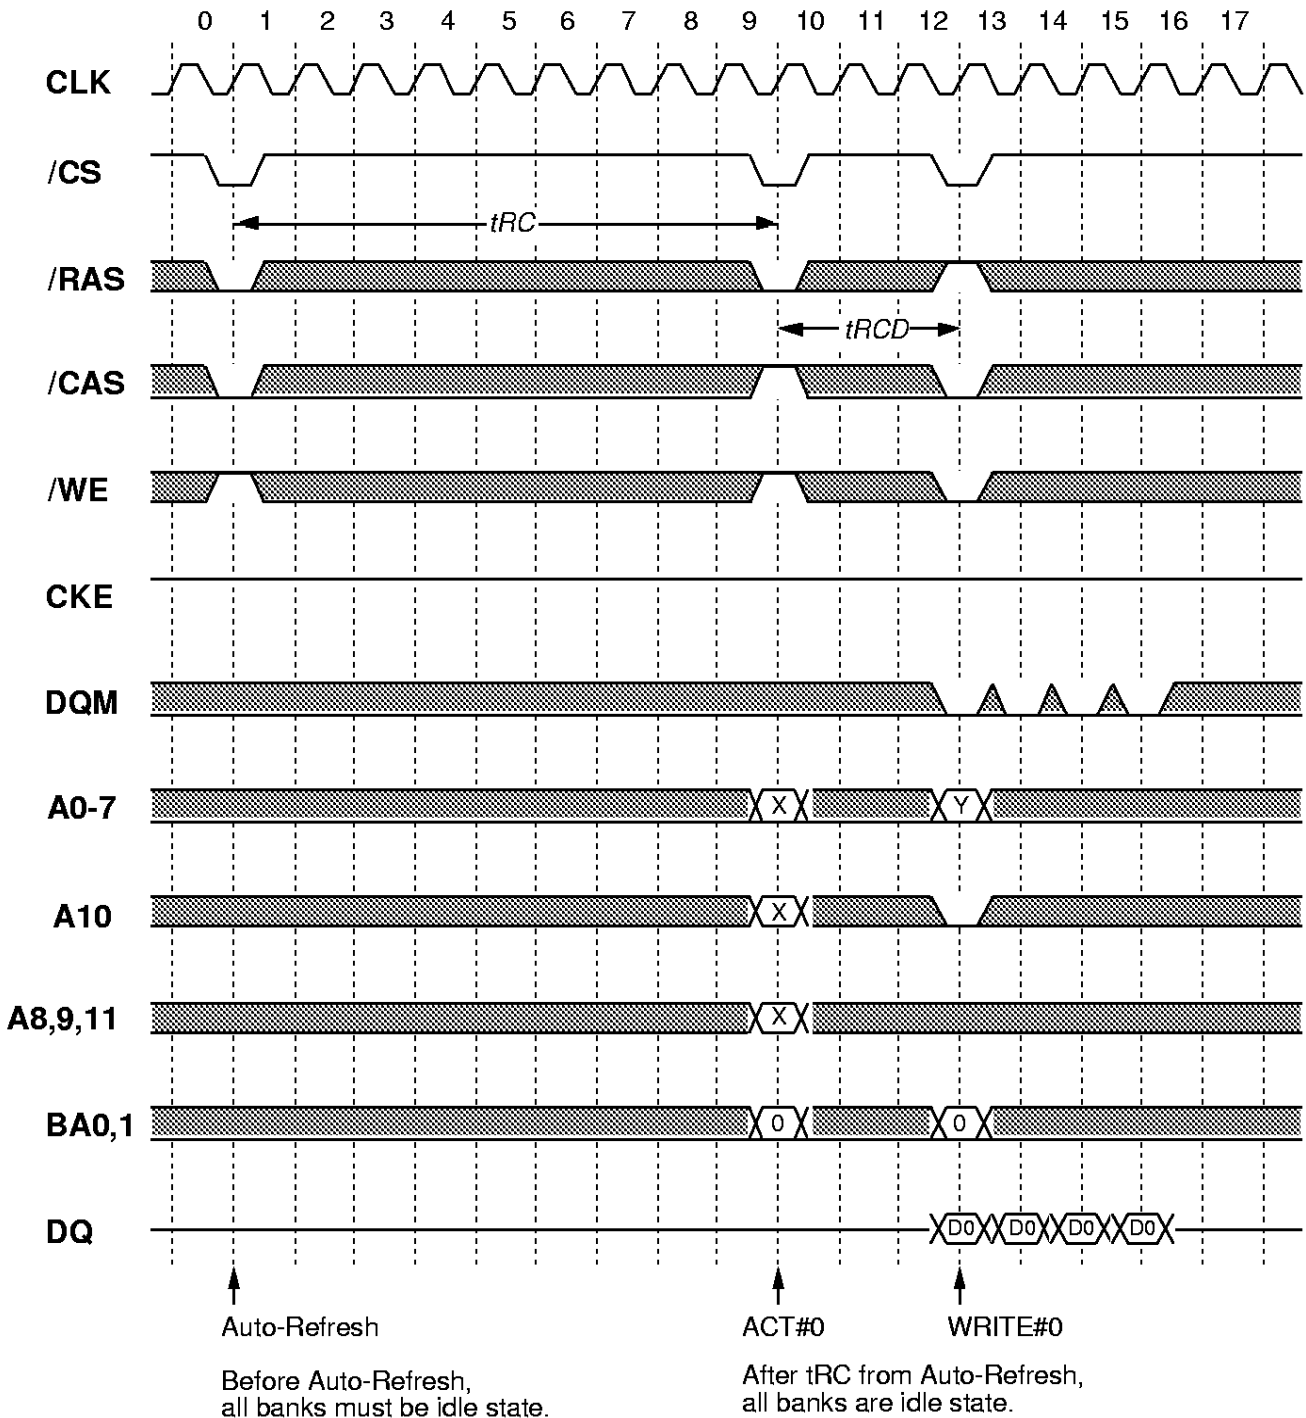 0 1 2 3 4 5 6 7 8 9 10 11 12 13 14 15 16 17
CLK
/CS
tRC
/RAS
tRCD
/CAS
/WE
CKE
DQM
A0-7 X Y
A10 X
A8,9,11 X
BA0,1 0 0
DQ D0 D0 D0 D0
Auto-Refresh ACT#0 WRITE#0
Before Auto-Refresh,
all banks must be idle state.
After tRC from Auto-Refresh,
all banks are idle state.